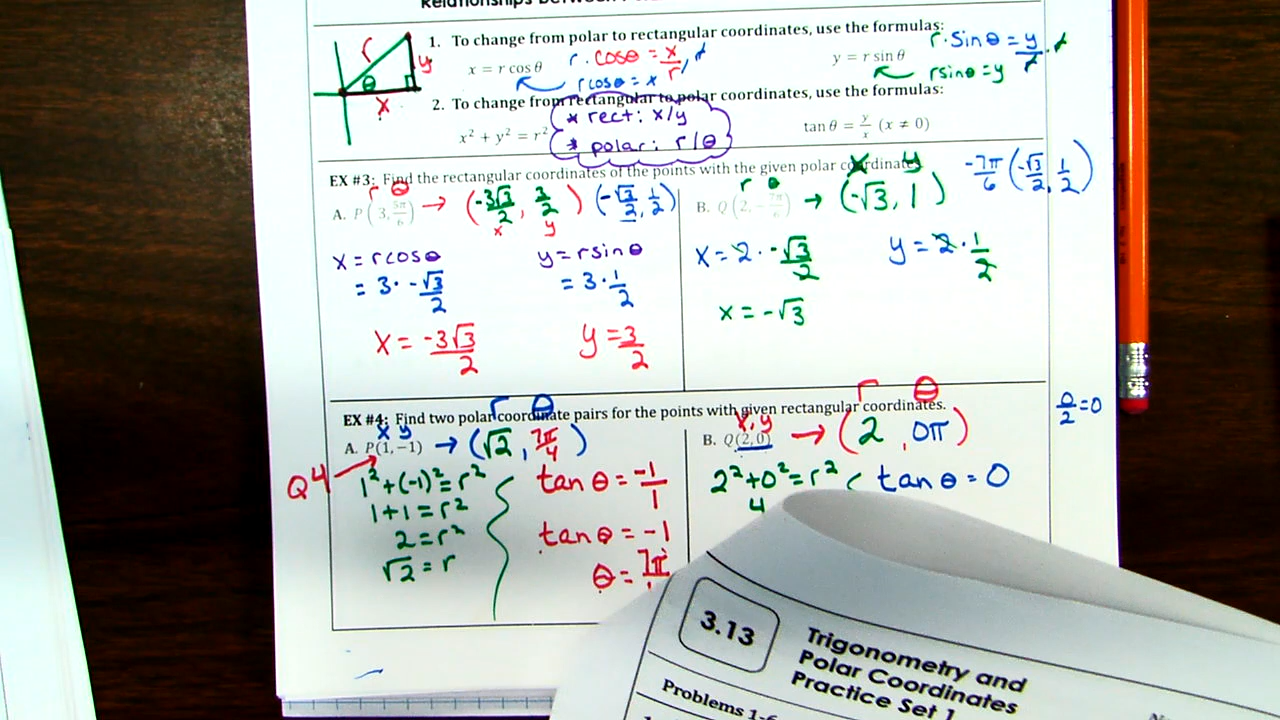 Relationships Between
1. To change from polar to rectangular coordinates, use the formulas:
r y θ x
x = r cos θ
r · cosθ = x/r · r
rcosθ = x
y = r sin θ
r · sinθ = y/r · r
rsinθ = y
2. To change from rectangular to polar coordinates, use the formulas:
x² + y² = r²
* rect: x/y
* polar: r/θ
tan θ = y/x (x ≠ 0)
EX #3: Find the rectangular coordinates of the points with the given polar coordinates.
r θ
A. P(3, 5π/6) → (-3√3/2, 3/2) (-√3/2, 1/2)
x y
x = rcosθ
= 3 · -√3/2
x = -3√3/2
y = rsinθ
= 3 · 1/2
y = 3/2
r θ x y
B. Q(2, -7π/6) → (-√3, 1)
-7π/6 (-√3/2, 1/2)
x = 2 · -√3/2
x = -√3
y = 2 · 1/2
EX #4: Find two polar coordinate pairs for the points with given rectangular coordinates.
x y r θ
A. P(1, −1) → (√2, 7π/4)
Q4
1² + (-1)² = r²
1 + 1 = r²
2 = r²
√2 = r
tan θ = -1/1
tan θ = -1
θ = 7π
x, y r θ
B. Q(2, 0) → (2, 0π)
0/2 = 0
2² + 0² = r²
4
tan θ = 0
3.13
Trigonometry and
Polar Coordinates
Practice Set 1
Problems 1-